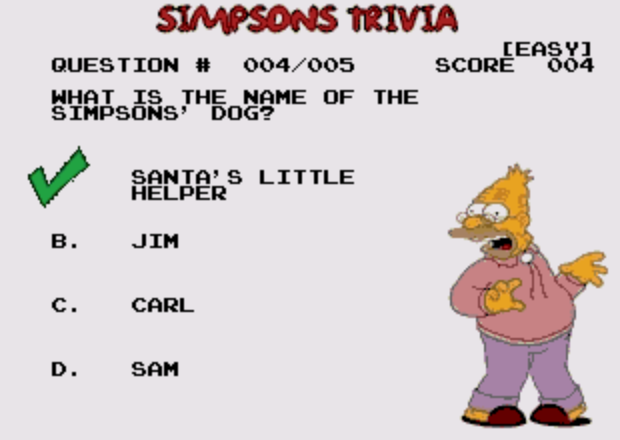 SIMPSONS TRIVIA
[EASY]
QUESTION # 004/005 SCORE 004
WHAT IS THE NAME OF THE
SIMPSONS' DOG?
SANTA'S LITTLE
HELPER
B. JIM
C. CARL
D. SAM